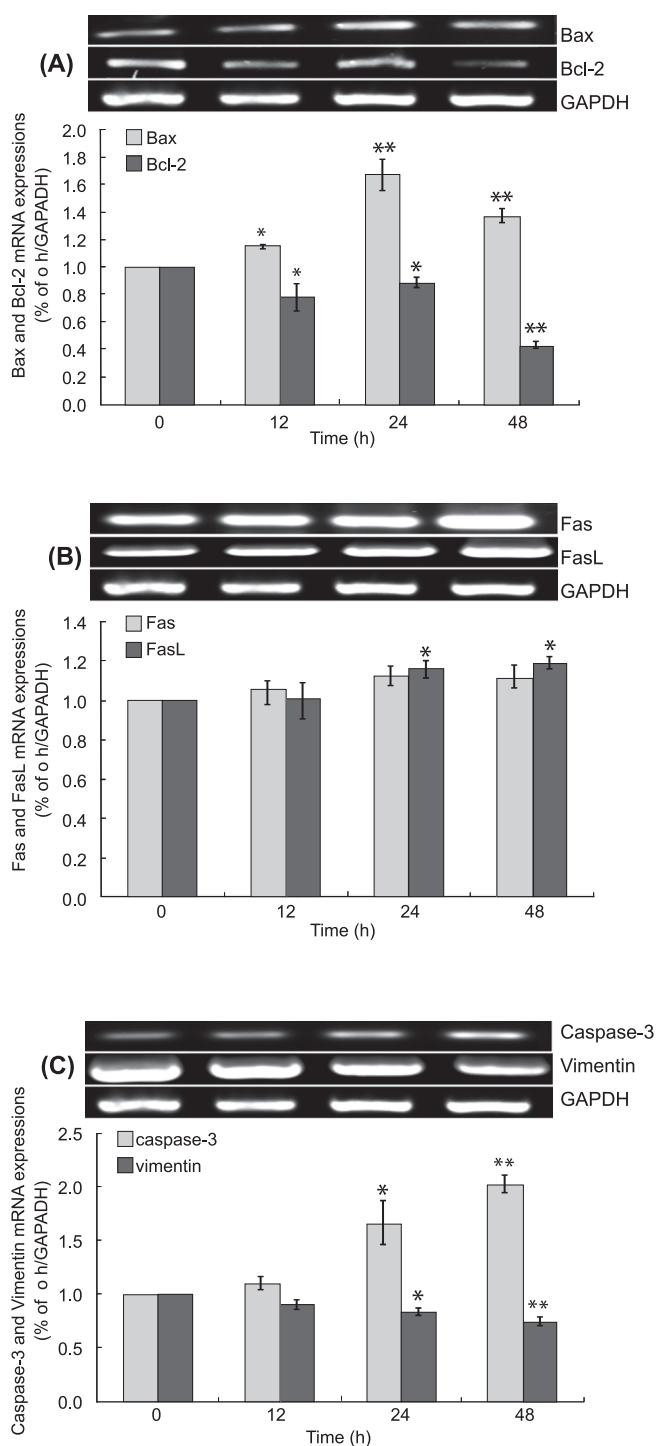 Bax
(A)
Bcl-2
GAPDH
Bax and Bcl-2 mRNA expressions
(% of o h/GAPADH)
2.0
1.8
1.6
1.4
1.2
1.0
0.8
0.6
0.4
0.2
0.0
Bax
Bcl-2
*
*
**
*
**
**
0
12
24
48
Time (h)
Fas
(B)
FasL
GAPDH
Fas and FasL mRNA expressions
(% of o h/GAPADH)
1.4
1.2
1.0
0.8
0.6
0.4
0.2
0.0
Fas
FasL
*
*
0
12
24
48
Time (h)
Caspase-3
(C)
Vimentin
GAPDH
Caspase-3 and Vimentin mRNA expressions
(% of o h/GAPADH)
2.5
2.0
1.5
1.0
0.5
0.0
caspase-3
vimentin
*
*
**
**
0
12
24
48
Time (h)